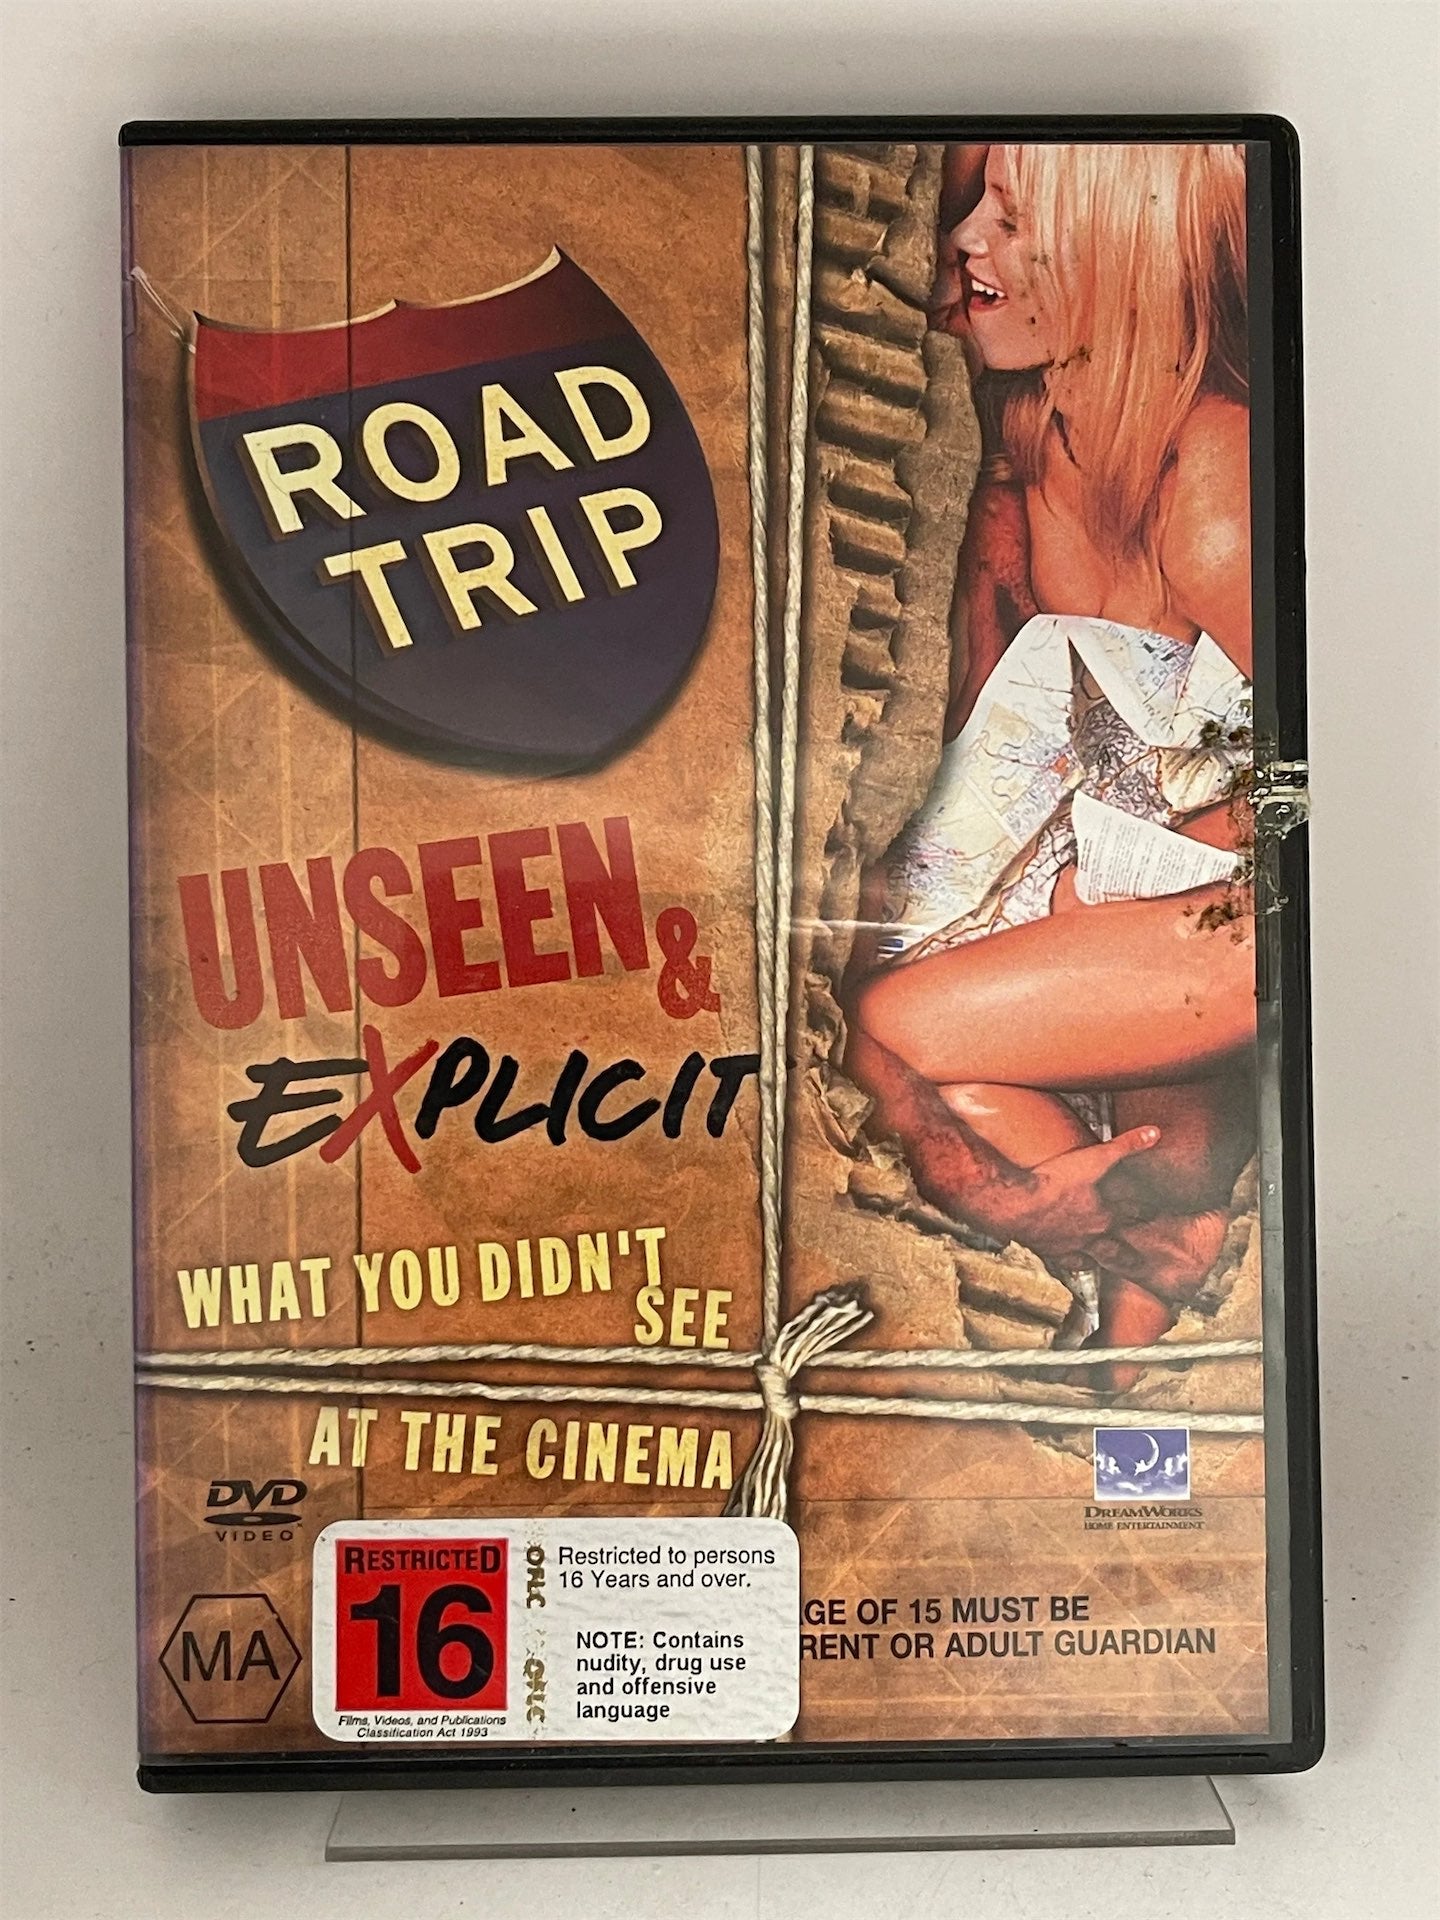 ROAD
TRIP
UNSEEN &
EXPLICIT
WHAT YOU DIDN'T
SEE
AT THE CINEMA
DVD
VIDEO
DREAMWORKS
HOME ENTERTAINMENT
MA
RESTRICTED
16
Films, Videos, and Publications
Classification Act 1993
OFLC
OFLC
Restricted to persons
16 Years and over.
NOTE: Contains
nudity, drug use
and offensive
language
OF 15 MUST BE
OR ADULT GUARDIAN